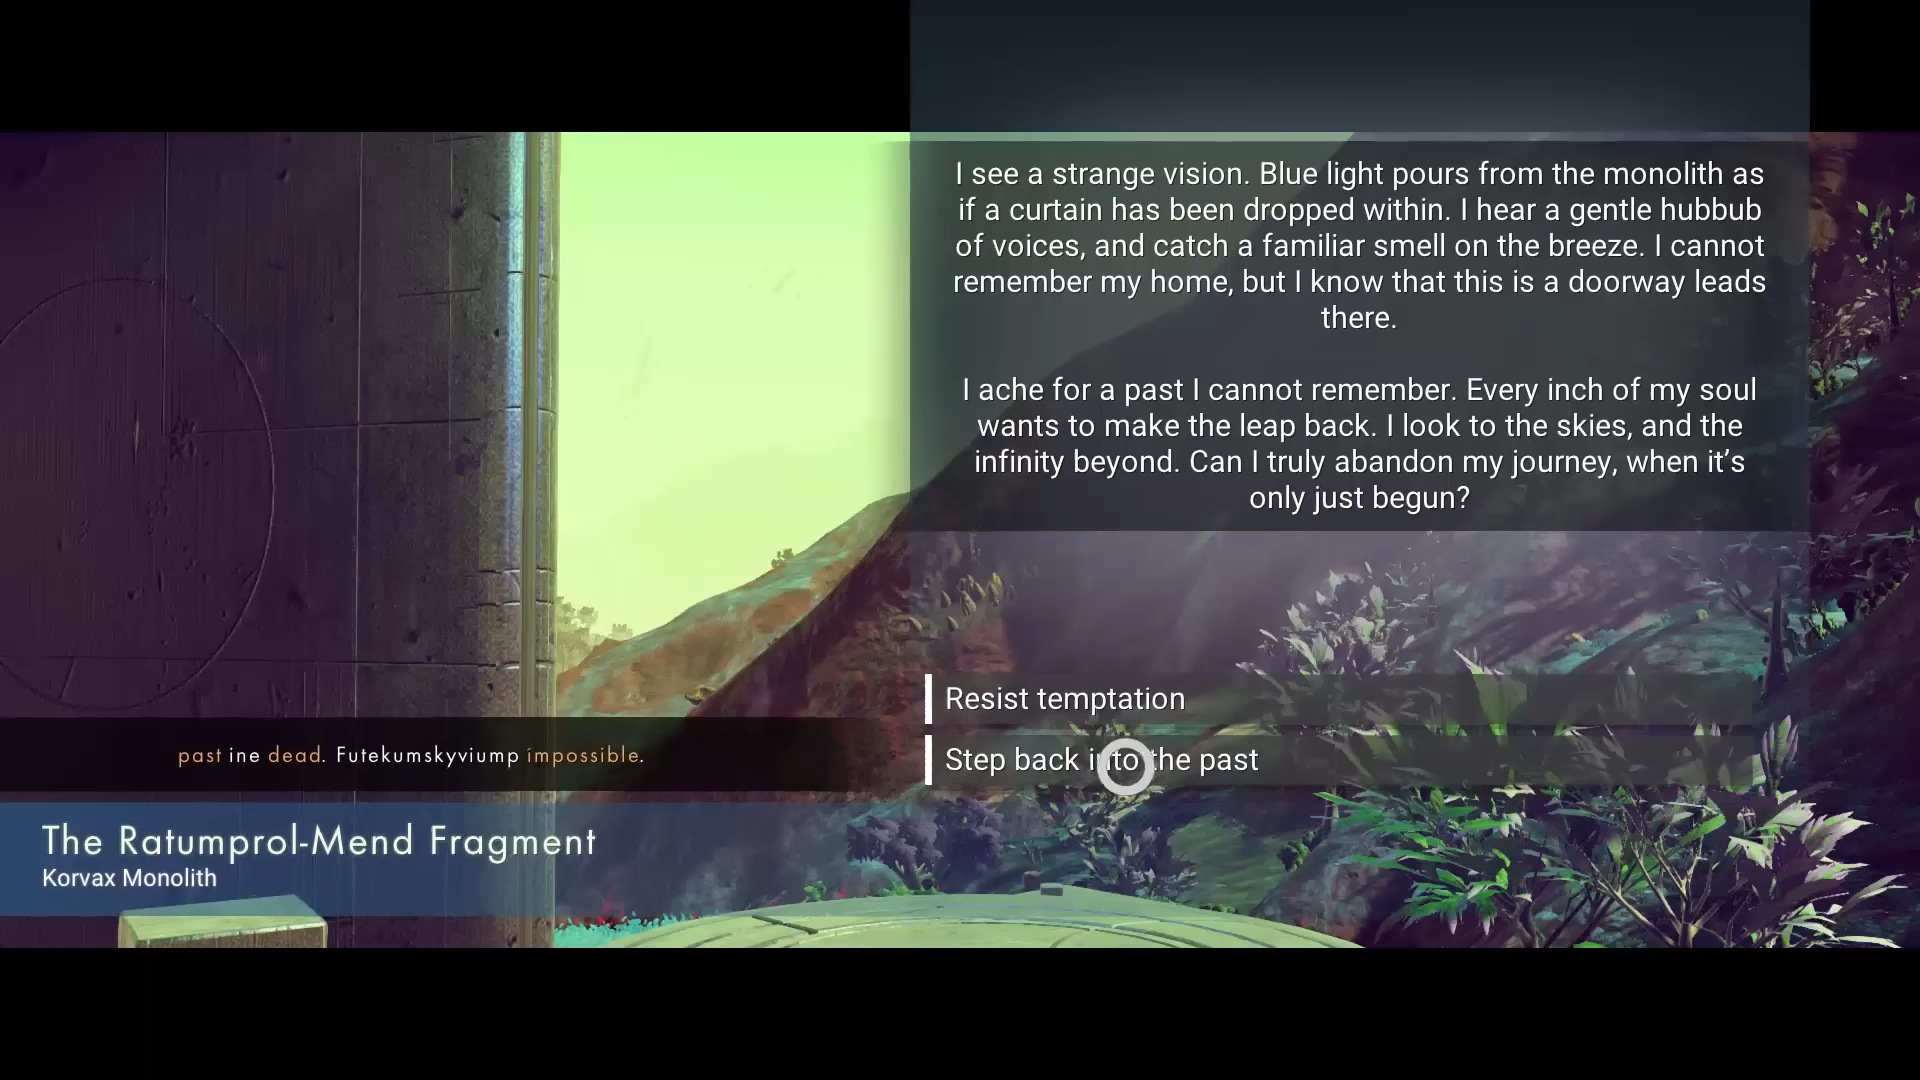 I see a strange vision. Blue light pours from the monolith as
if a curtain has been dropped within. I hear a gentle hubbub
of voices, and catch a familiar smell on the breeze. I cannot
remember my home, but I know that this is a doorway leads
there.
I ache for a past I cannot remember. Every inch of my soul
wants to make the leap back. I look to the skies, and the
infinity beyond. Can I truly abandon my journey, when it’s
only just begun?
Resist temptation
Step back into the past
past ine dead. Futekumskyviump impossible.
The Ratumprol-Mend Fragment
Korvax Monolith